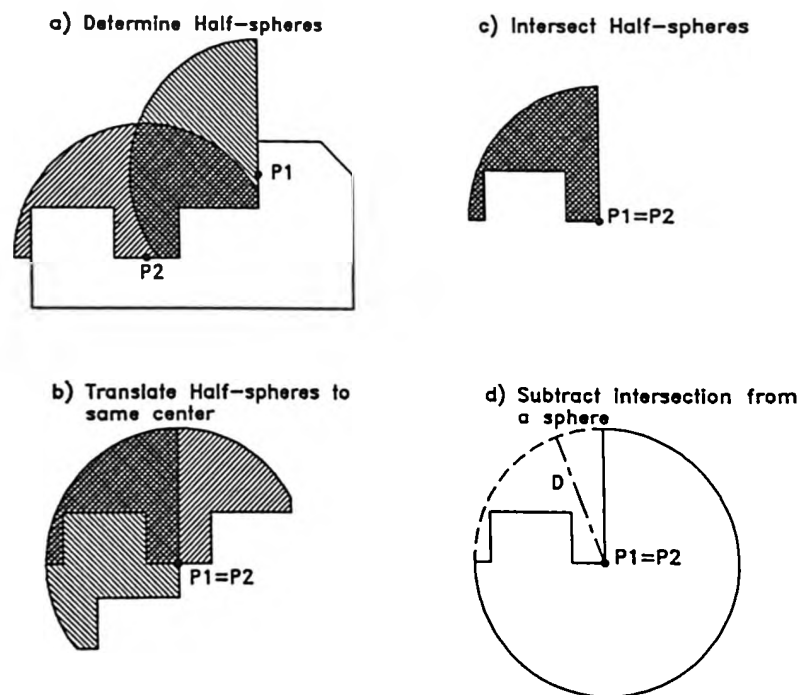 a) Determine Half-spheres
P1
P2
c) Intersect Half-spheres
P1=P2
b) Translate Half-spheres to
same center
P1=P2
d) Subtract intersection from
a sphere
D
P1=P2